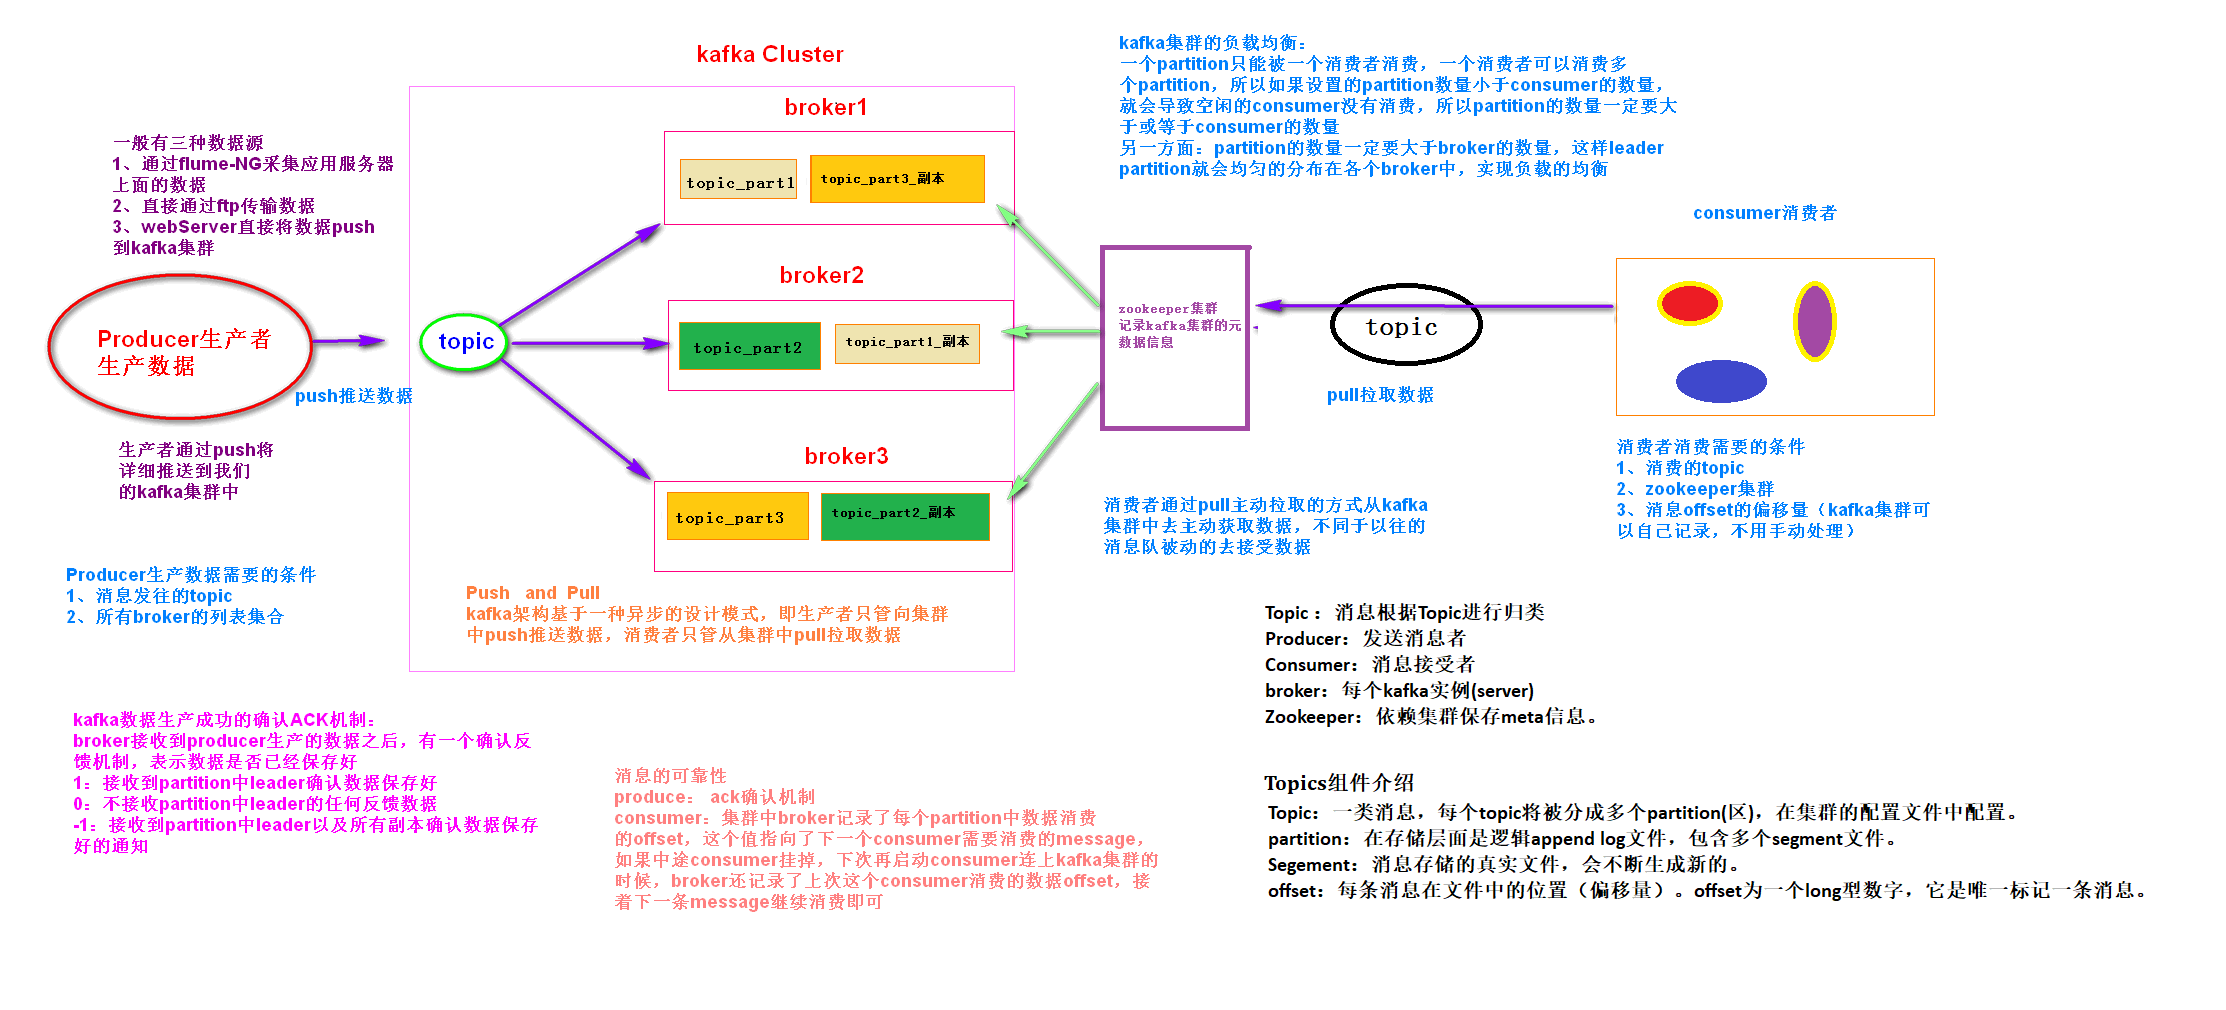 kafka Cluster
kafka集群的负载均衡：
一个partition只能被一个消费者消费，一个消费者可以消费多
个partition，所以如果设置的partition数量小于consumer的数量，
就会导致空闲的consumer没有消费，所以partition的数量一定要大
于或等于consumer的数量
另一方面：partition的数量一定要大于broker的数量，这样leader
partition就会均匀的分布在各个broker中，实现负载的均衡
一般有三种数据源
1、通过flume-NG采集应用服务器
上面的数据
2、直接通过ftp传输数据
3、webServer直接将数据push
到kafka集群
broker1
topic_part1
topic_part3_副本
broker2
topic_part2
topic_part1_副本
broker3
topic_part3
topic_part2_副本
Producer生产者
生产数据
push推送数据
topic
生产者通过push将
详细推送到我们
的kafka集群中
zookeeper集群
记录kafka集群的元
数据信息
topic
pull拉取数据
consumer消费者
消费者消费需要的条件
1、消费的topic
2、zookeeper集群
3、消息offset的偏移量（kafka集群可
以自己记录，不用手动处理）
消费者通过pull主动拉取的方式从kafka
集群中去主动获取数据，不同于以往的
消息队被动的去接受数据
Producer生产数据需要的条件
1、消息发往的topic
2、所有broker的列表集合
Push and Pull
kafka架构基于一种异步的设计模式，即生产者只管向集群
中push推送数据，消费者只管从集群中pull拉取数据
Topic ：消息根据Topic进行归类
Producer：发送消息者
Consumer：消息接受者
broker：每个kafka实例(server)
Zookeeper：依赖集群保存meta信息。
kafka数据生产成功的确认ACK机制：
broker接收到producer生产的数据之后，有一个确认反
馈机制，表示数据是否已经保存好
1：接收到partition中leader确认数据保存好
0：不接收partition中leader的任何反馈数据
-1：接收到partition中leader以及所有副本确认数据保存
好的通知
消息的可靠性
produce： ack确认机制
consumer：集群中broker记录了每个partition中数据消费
的offset，这个值指向了下一个consumer需要消费的message，
如果中途consumer挂掉，下次再启动consumer连上kafka集群的
时候，broker还记录了上次这个consumer消费的数据offset，接
着下一条message继续消费即可
Topics组件介绍
Topic：一类消息，每个topic将被分成多个partition(区)，在集群的配置文件中配置。
partition：在存储层面是逻辑append log文件，包含多个segment文件。
Segement：消息存储的真实文件，会不断生成新的。
offset：每条消息在文件中的位置（偏移量）。offset为一个long型数字，它是唯一标记一条消息。